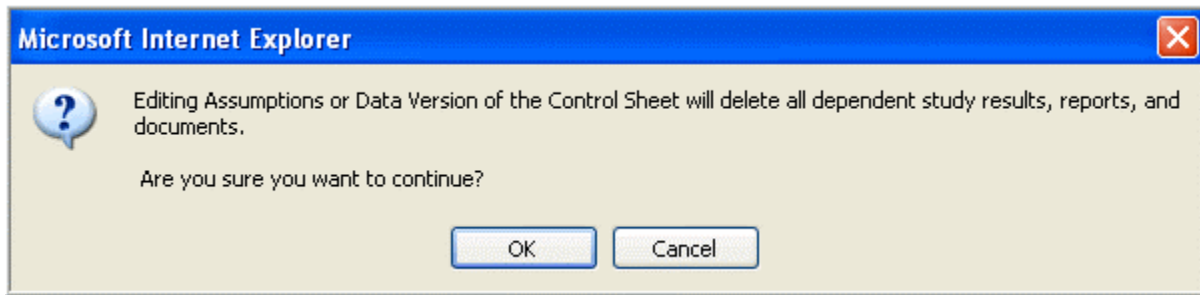 Microsoft Internet Explorer
Editing Assumptions or Data Version of the Control Sheet will delete all dependent study results, reports, and
documents.
Are you sure you want to continue?
OK
Cancel